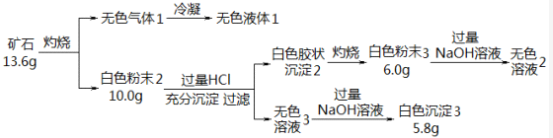 无色气体1 冷凝 无色液体1
矿石 灼烧
13.6g
白色胶状 灼烧 白色粉末3 过量 NaOH溶液 无色
沉淀2 6.0g 溶液2
白色粉末2 过量HCl
10.0g 充分沉淀 过滤
无色 过量 NaOH溶液 白色沉淀3
溶液3 5.8g